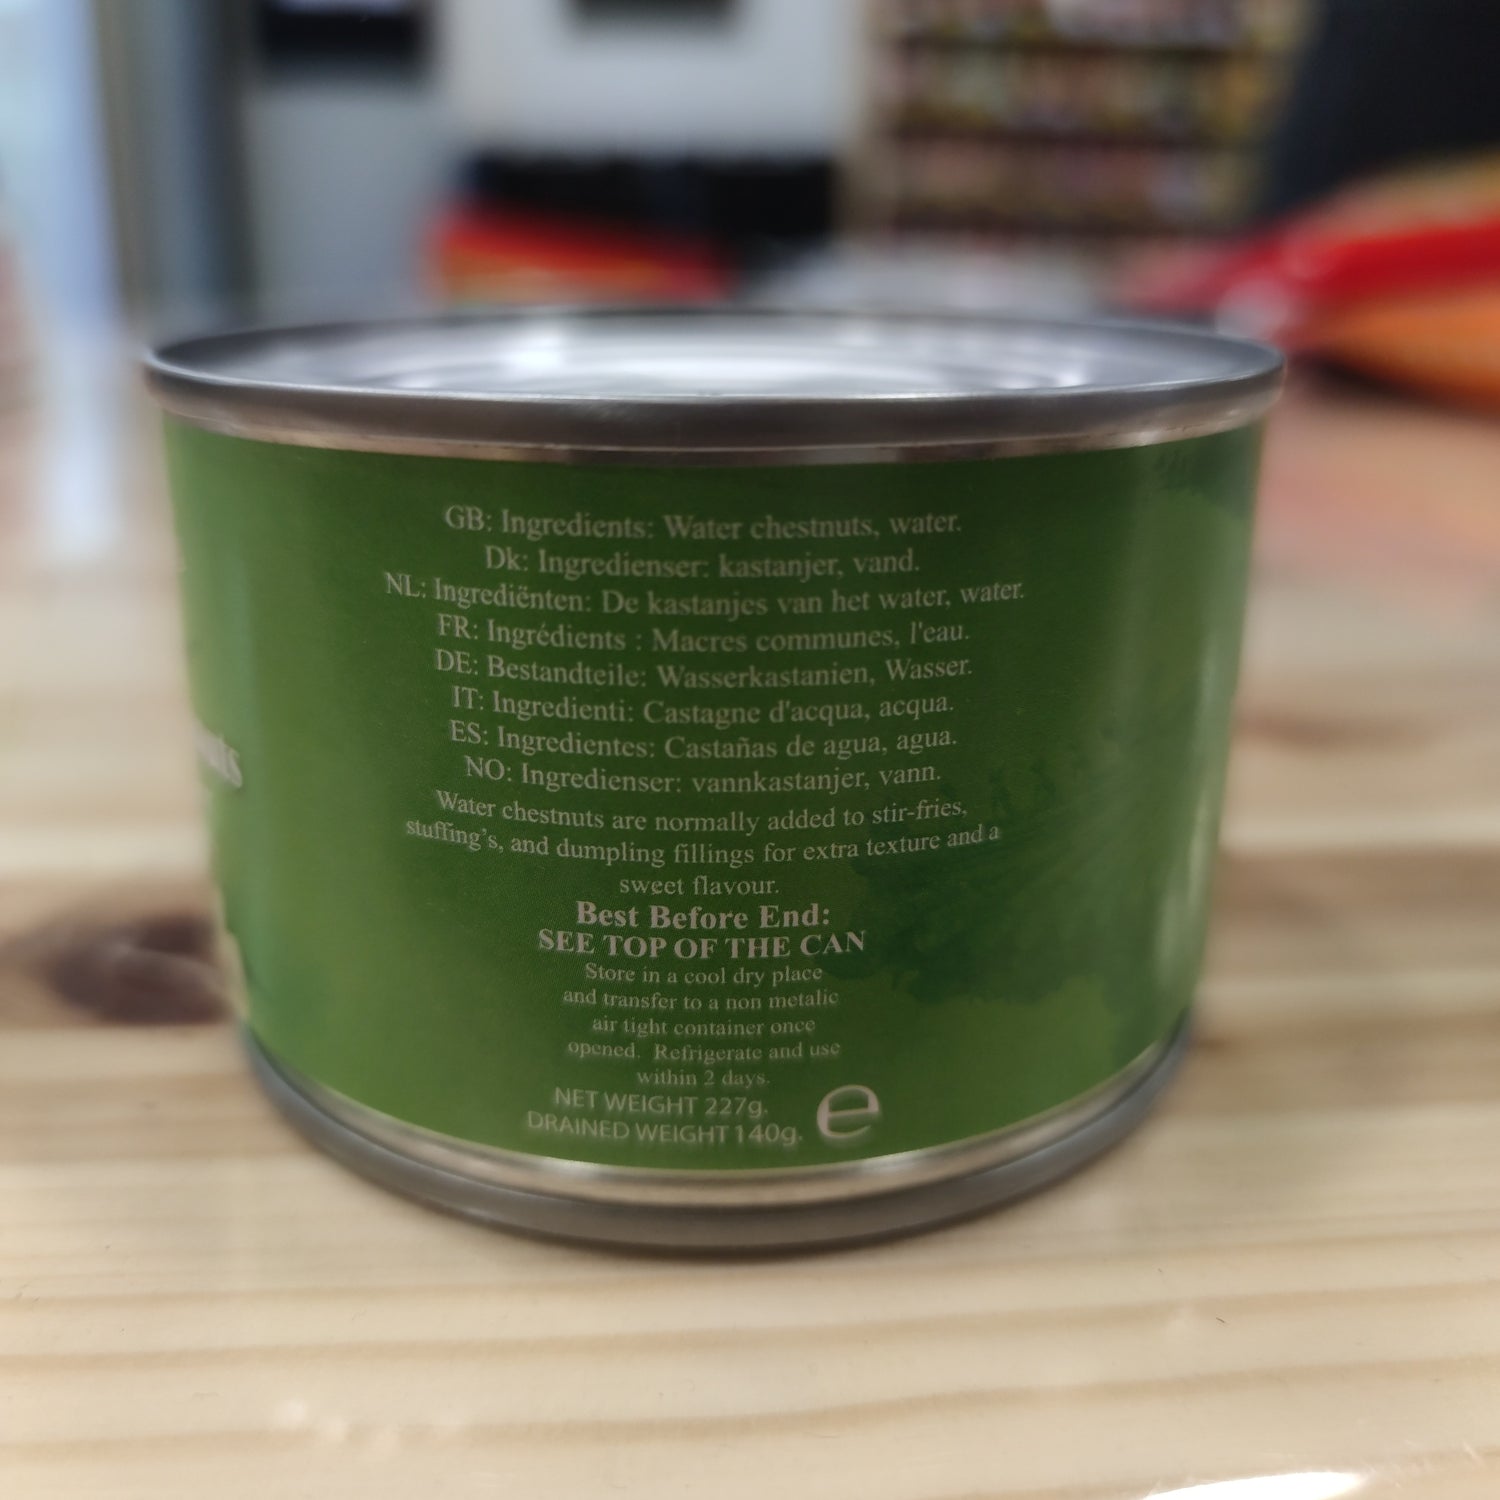 GB: Ingredients: Water chestnuts, water.
Dk: Ingredienser: kastanjer, vand.
NL: Ingrediënten: De kastanjes van het water, water.
FR: Ingrédients : Macres communes, l'eau.
DE: Bestandteile: Wasserkastanien, Wasser.
IT: Ingredienti: Castagne d'acqua, acqua.
ES: Ingredientes: Castañas de agua, agua.
NO: Ingredienser: vannkastanjer, vann.
Water chestnuts are normally added to stir-fries,
stuffing's, and dumpling fillings for extra texture and a
sweet flavour.
Best Before End:
SEE TOP OF THE CAN
Store in a cool dry place
and transfer to a non metalic
air tight container once
opened. Refrigerate and use
within 2 days.
NET WEIGHT 227g.
DRAINED WEIGHT 140g. e